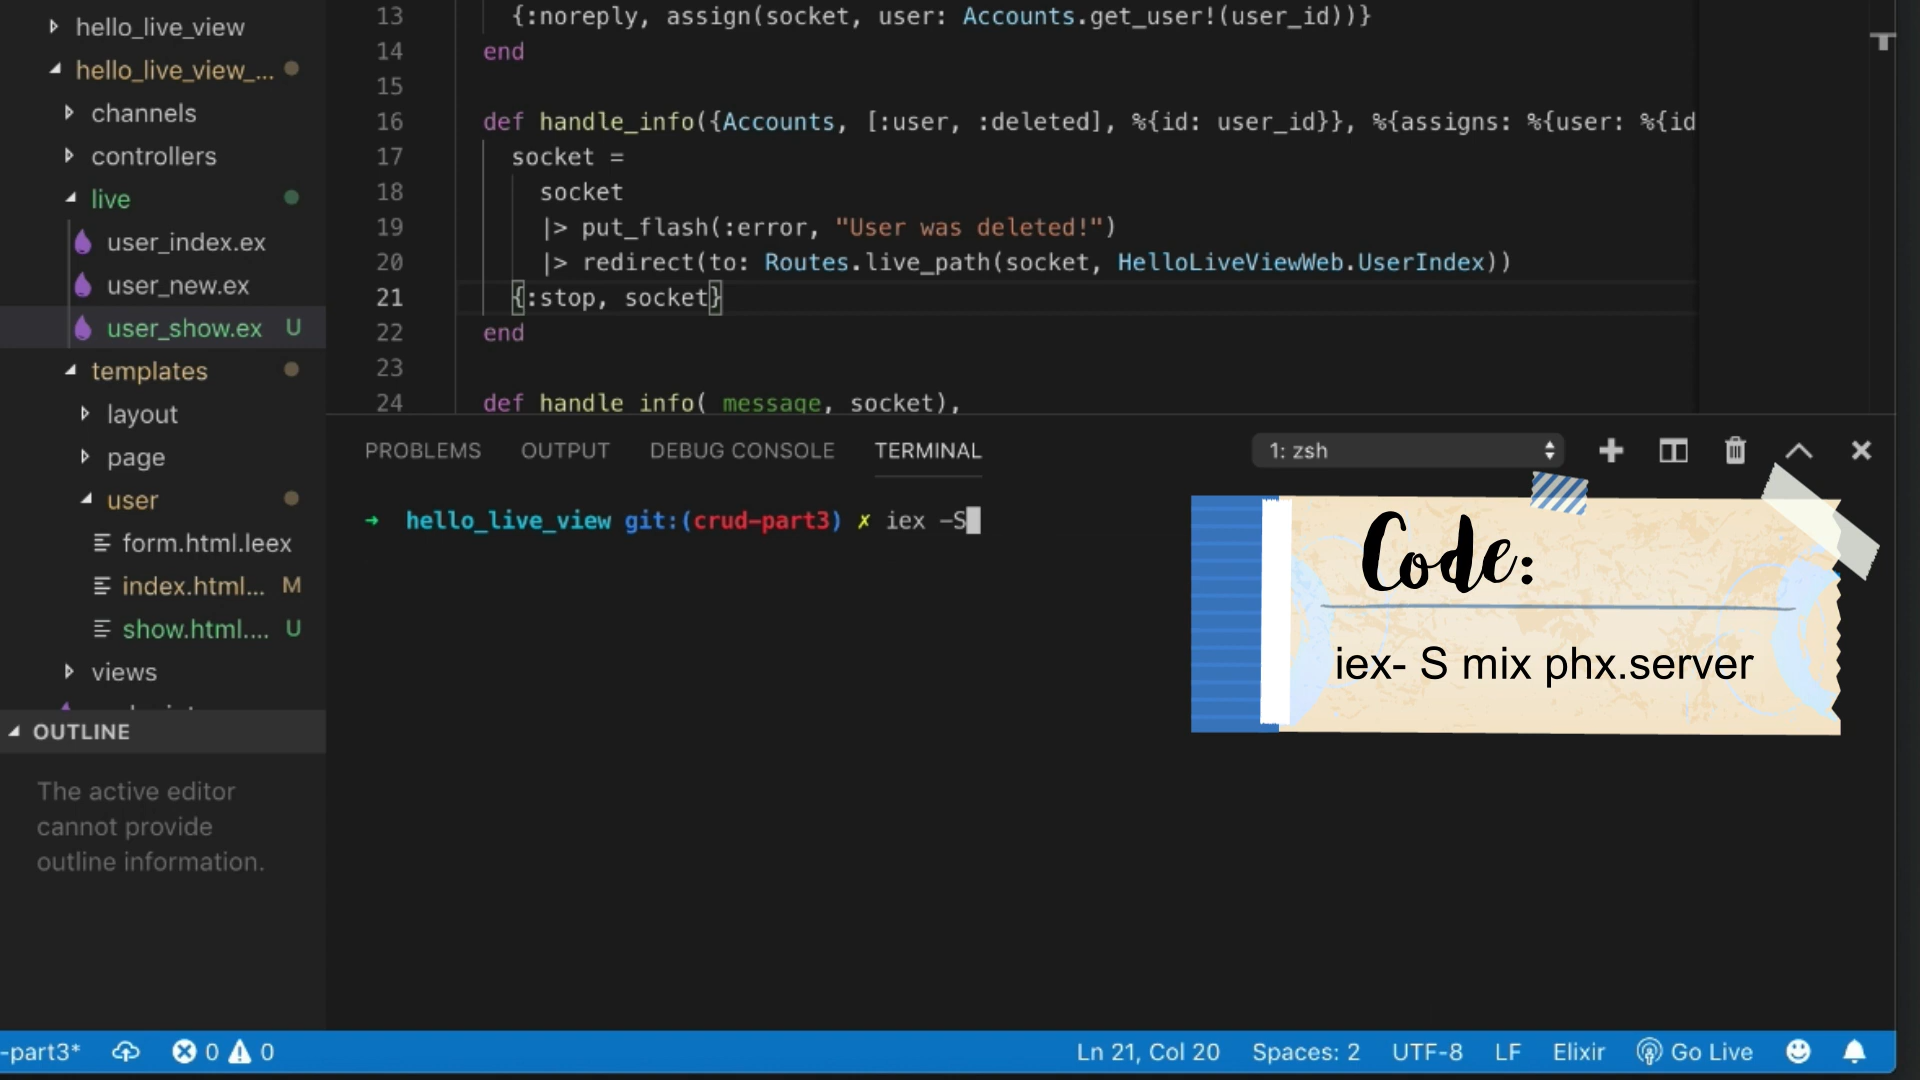 hello_live_view
hello_live_view_...
channels
controllers
live
user_index.ex
user_new.ex
user_show.ex U
templates
layout
page
user
form.html.leex
index.html... M
show.html.... U
views
OUTLINE
The active editor
cannot provide
outline information.
13 {:noreply, assign(socket, user: Accounts.get_user!(user_id))}
14 end
15
16 def handle_info({Accounts, [:user, :deleted], %{id: user_id}}, %{assigns: %{user: %{id
17 socket =
18 socket
19 |> put_flash(:error, "User was deleted!")
20 |> redirect(to: Routes.live_path(socket, HelloLiveViewWeb.UserIndex))
21 {:stop, socket}
22 end
23
24 def handle_info(_message, socket),
PROBLEMS OUTPUT DEBUG CONSOLE TERMINAL 1: zsh
➜ hello_live_view git:(crud-part3) ✗ iex -S
Code:
iex- S mix phx.server
-part3* 0 0 Ln 21, Col 20 Spaces: 2 UTF-8 LF Elixir Go Live